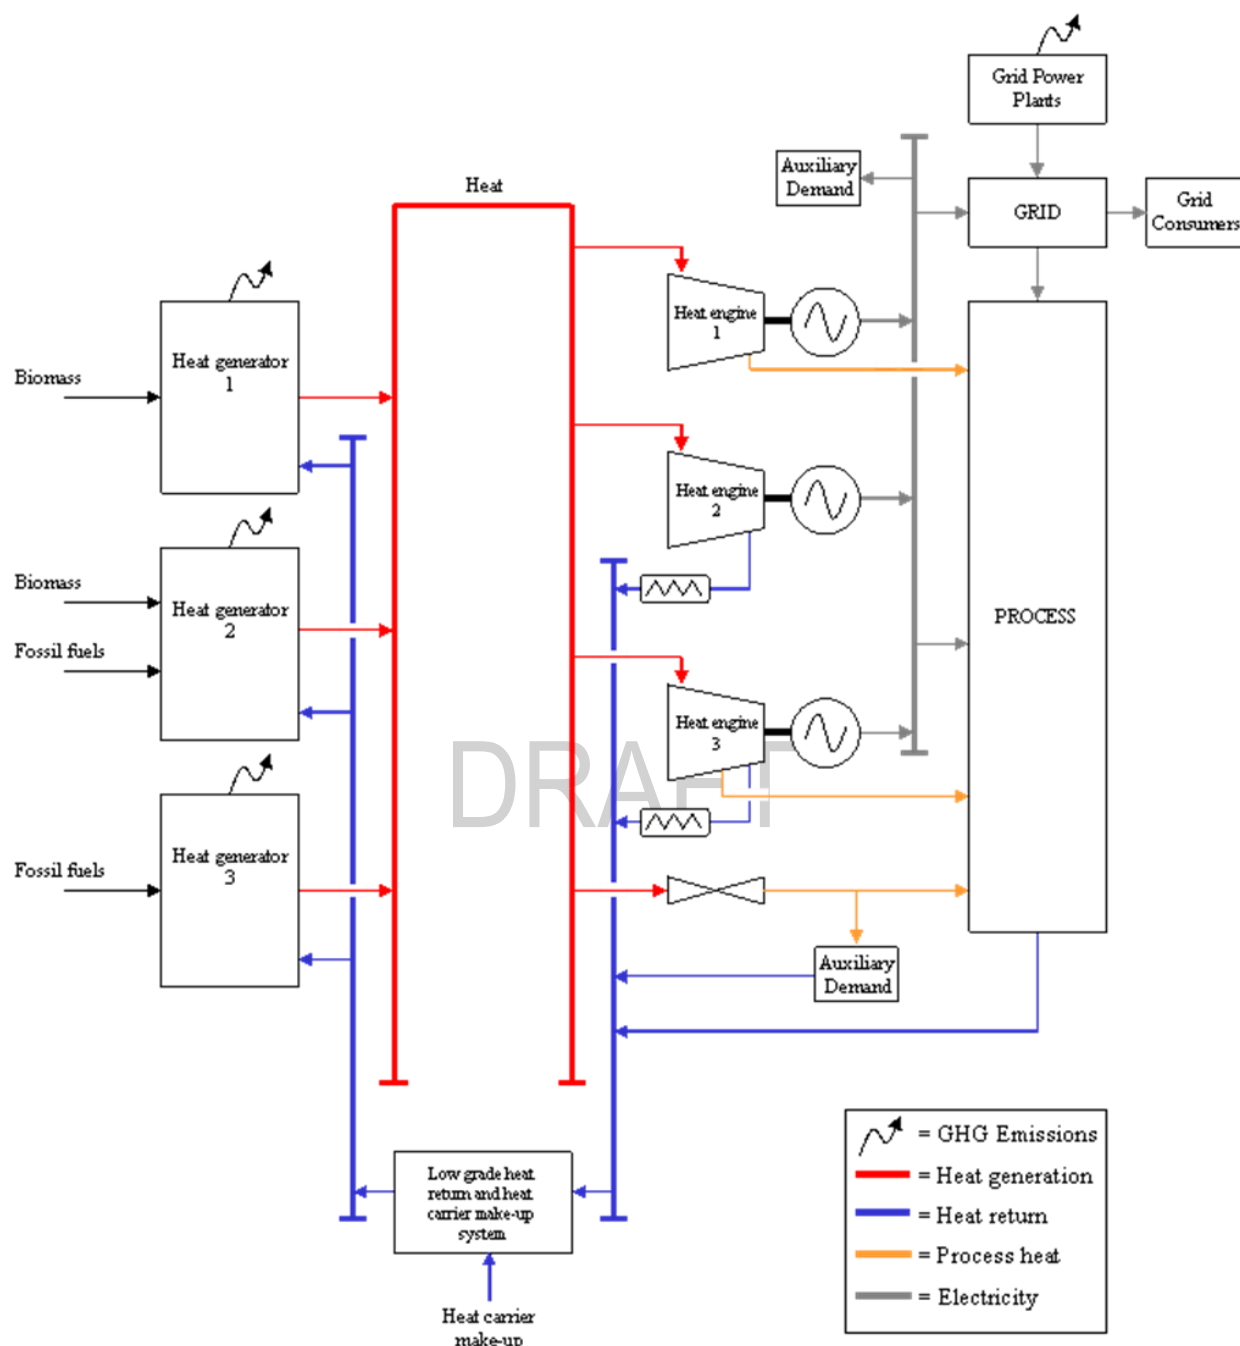 Grid Power
Plants
Auxiliary
Demand
GRID
Grid
Consumers
Heat
Heat generator
1
Biomass
Heat engine
1
Heat engine
2
Biomass
Fossil fuels
Heat generator
2
PROCESS
Heat engine
3
DRAFT
Fossil fuels
Heat generator
3
Auxiliary
Demand
Low grade heat
return and heat
carrier make-up
system
Heat carrier
make-up
= GHG Emissions
= Heat generation
= Heat return
= Process heat
= Electricity